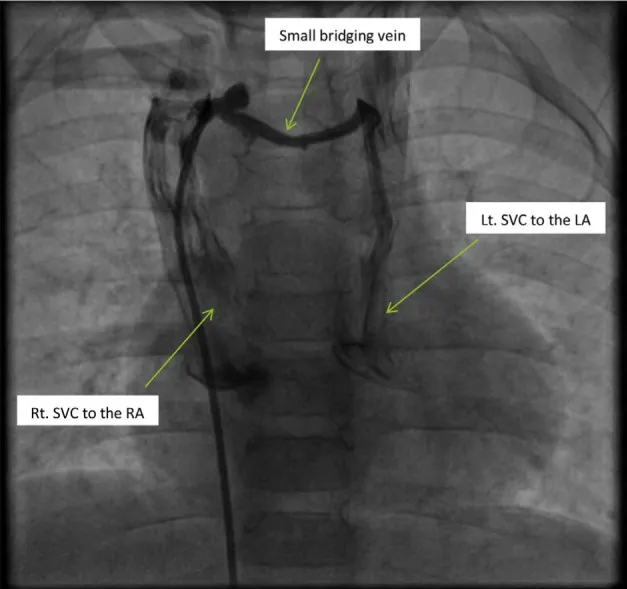 Small bridging vein
Lt. SVC to the LA
Rt. SVC to the RA